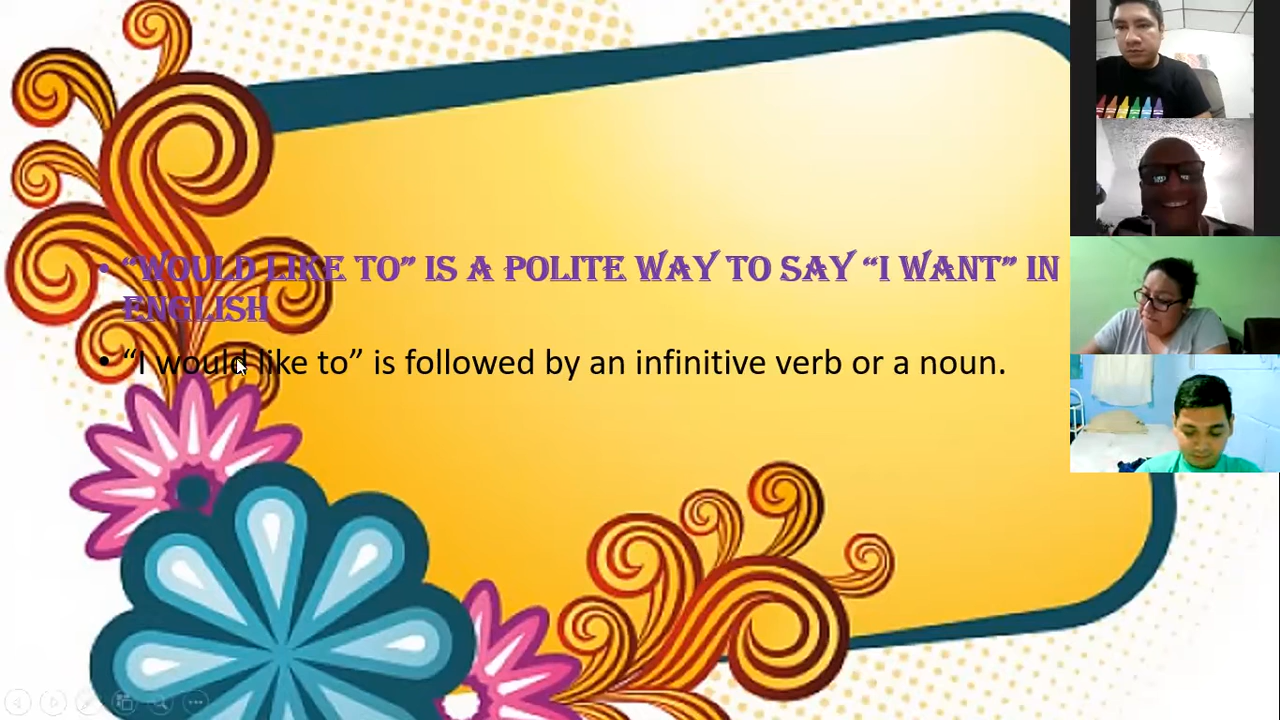 • “WOULD LIKE TO” IS A POLITE WAY TO SAY “I WANT” IN
ENGLISH
• “I would like to” is followed by an infinitive verb or a noun.